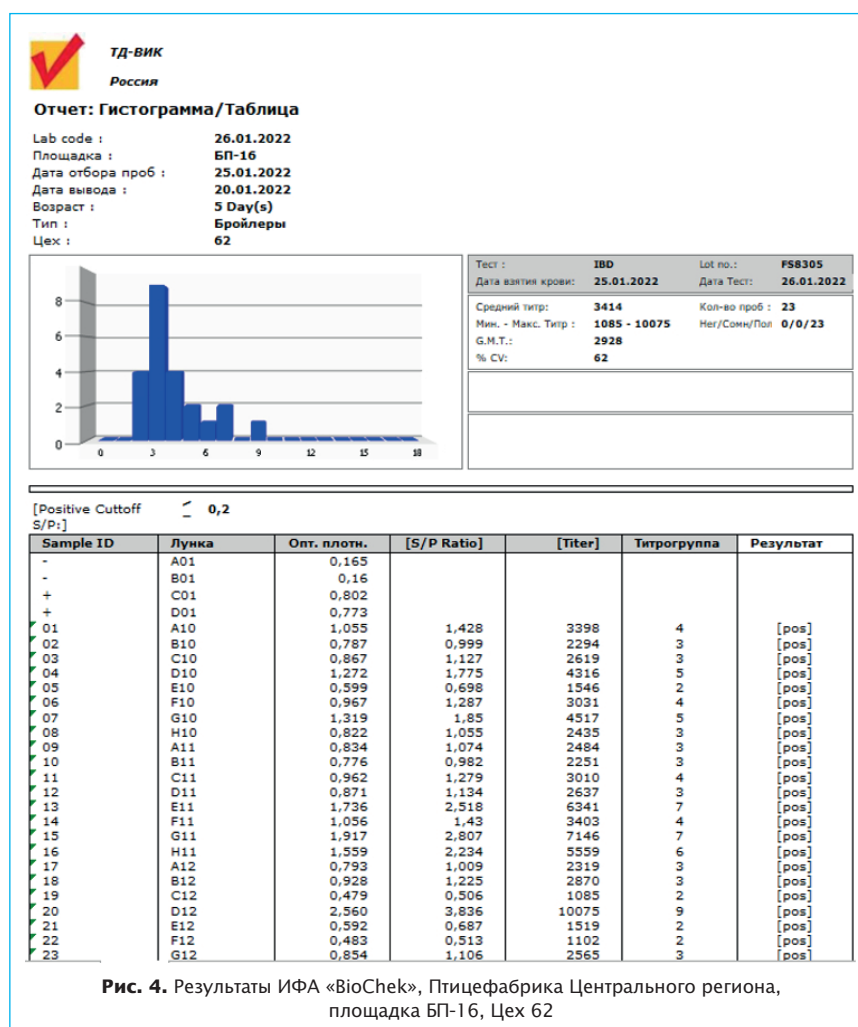 ТД-ВИК
Россия
Отчет: Гистограмма/Таблица
Lab code : 26.01.2022
Площадка : БП-16
Дата отбора проб : 25.01.2022
Дата вывода : 20.01.2022
Возраст : 5 Day(s)
Тип : Бройлеры
Цех : 62
8
6
4
2
0
0 3 6 9 12 15 18
Тест : IBD Lot no.: FS8305
Дата взятия крови: 25.01.2022 Дата Тест: 26.01.2022
Средний титр: 3414 Кол-во проб : 23
Мин. - Макс. Титр : 1085 - 10075 Нег/Сомн/Пол 0/0/23
G.M.T.: 2928
% CV: 62
[Positive Cuttoff S/P:] ≤ 0,2
Sample ID Лунка Опт. плотн. [S/P Ratio] [Titer] Титрогруппа Результат
- A01 0,165
- B01 0,16
+ C01 0,802
+ D01 0,773
01 A10 1,055 1,428 3398 4 [pos]
02 B10 0,787 0,999 2294 3 [pos]
03 C10 0,867 1,127 2619 3 [pos]
04 D10 1,272 1,775 4316 5 [pos]
05 E10 0,599 0,698 1546 2 [pos]
06 F10 0,967 1,287 3031 4 [pos]
07 G10 1,319 1,85 4517 5 [pos]
08 H10 0,822 1,055 2435 3 [pos]
09 A11 0,834 1,074 2484 3 [pos]
10 B11 0,776 0,982 2251 3 [pos]
11 C11 0,962 1,279 3010 4 [pos]
12 D11 0,871 1,134 2637 3 [pos]
13 E11 1,736 2,518 6341 7 [pos]
14 F11 1,056 1,43 3403 4 [pos]
15 G11 1,917 2,807 7146 7 [pos]
16 H11 1,559 2,234 5559 6 [pos]
17 A12 0,793 1,009 2319 3 [pos]
18 B12 0,928 1,225 2870 3 [pos]
19 C12 0,479 0,506 1085 2 [pos]
20 D12 2,560 3,836 10075 9 [pos]
21 E12 0,592 0,687 1519 2 [pos]
22 F12 0,483 0,513 1102 2 [pos]
23 G12 0,854 1,106 2565 3 [pos]
Рис. 4. Результаты ИФА «BioChek», Птицефабрика Центрального региона,
площадка БП-16, Цех 62